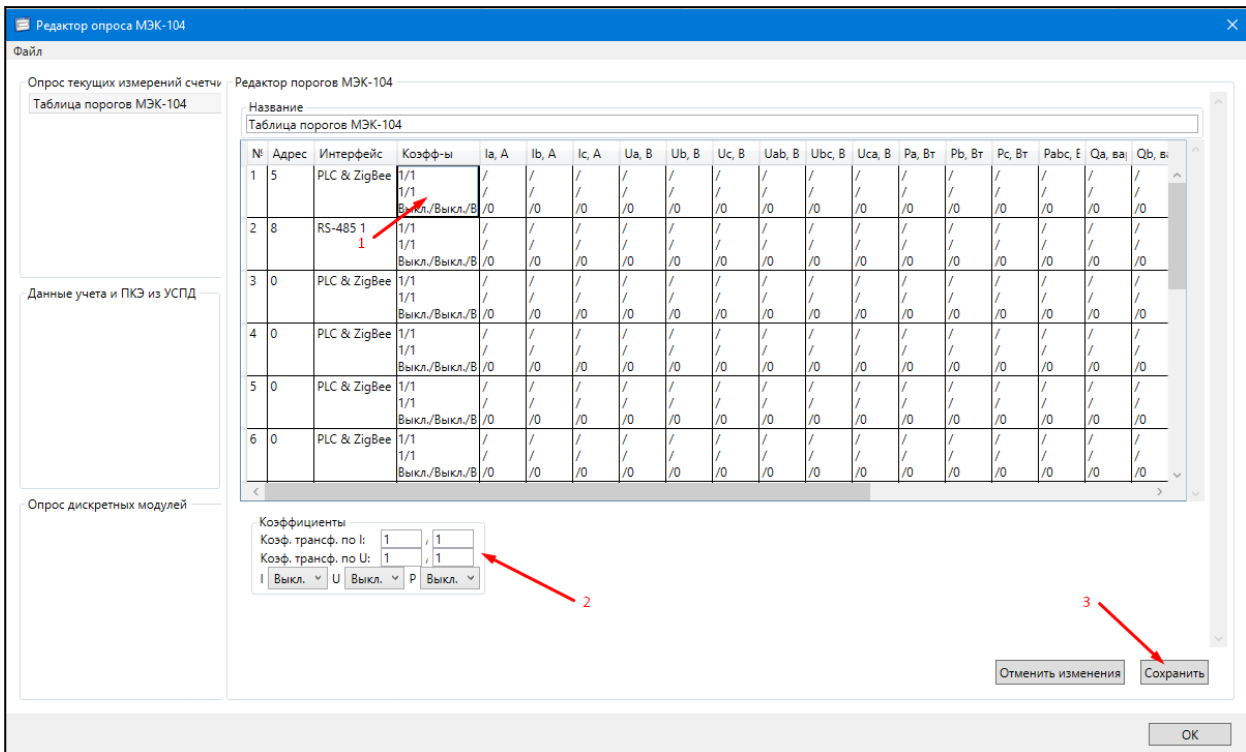 Редактор опроса МЭК-104
Файл
Опрос текущих измерений счетчи
Таблица порогов МЭК-104
Данные учета и ПКЭ из УСПД
Опрос дискретных модулей
Редактор порогов МЭК-104
Название
Таблица порогов МЭК-104
№ Адрес Интерфейс Коэфф-ы Ia, А Ib, А Ic, А Ua, В Ub, В Uc, В Uab, В Ubc, В Uca, В Pa, Вт Pb, Вт Pc, Вт Pabc, В Qa, вар Qb, ва
1 5 PLC & ZigBee 1/1 / / / / / / / / / / / / / / /
1/1 / / / / / / / / / / / / / / /
Выкл./Выкл./В /0 /0 /0 /0 /0 /0 /0 /0 /0 /0 /0 /0 /0 /0 /0
2 8 RS-485 1 1/1 / / / / / / / / / / / / / / /
1/1 / / / / / / / / / / / / / / /
Выкл./Выкл./В /0 /0 /0 /0 /0 /0 /0 /0 /0 /0 /0 /0 /0 /0 /0
3 0 PLC & ZigBee 1/1 / / / / / / / / / / / / / / /
1/1 / / / / / / / / / / / / / / /
Выкл./Выкл./В /0 /0 /0 /0 /0 /0 /0 /0 /0 /0 /0 /0 /0 /0 /0
4 0 PLC & ZigBee 1/1 / / / / / / / / / / / / / / /
1/1 / / / / / / / / / / / / / / /
Выкл./Выкл./В /0 /0 /0 /0 /0 /0 /0 /0 /0 /0 /0 /0 /0 /0 /0
5 0 PLC & ZigBee 1/1 / / / / / / / / / / / / / / /
1/1 / / / / / / / / / / / / / / /
Выкл./Выкл./В /0 /0 /0 /0 /0 /0 /0 /0 /0 /0 /0 /0 /0 /0 /0
6 0 PLC & ZigBee 1/1 / / / / / / / / / / / / / / /
1/1 / / / / / / / / / / / / / / /
Выкл./Выкл./В /0 /0 /0 /0 /0 /0 /0 /0 /0 /0 /0 /0 /0 /0 /0
1
Коэффициенты
Коэф. трансф. по I: 1 / 1
Коэф. трансф. по U: 1 / 1
I Выкл. U Выкл. P Выкл.
2
3
Отменить изменения Сохранить
OK